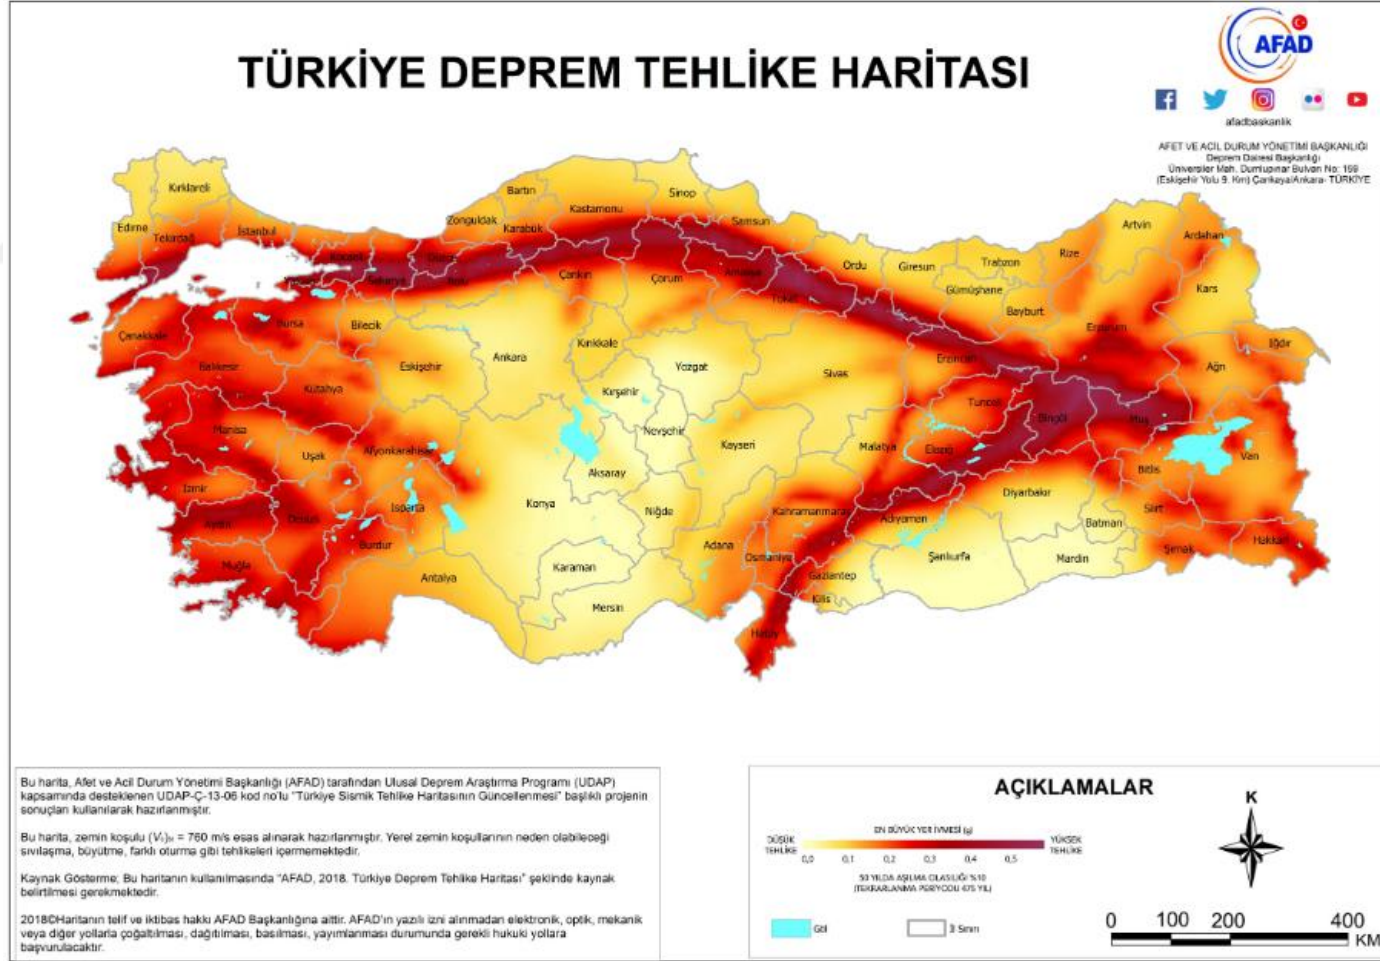 TÜRKİYE DEPREM TEHLİKE HARİTASI
AFAD
afadbaskanlik
AFET VE ACİL DURUM YÖNETİMİ BAŞKANLIĞI
Deprem Dairesi Başkanlığı
Üniversiteler Mah. Dumlupınar Bulvarı No: 159
(Eskişehir Yolu 9. Km) Çankaya/Ankara- TÜRKİYE
Kırklareli
Edirne
Tekirdağ
İstanbul
Kocaeli
Sakarya
Düzce
Bolu
Zonguldak
Bartın
Karabük
Kastamonu
Sinop
Samsun
Çankırı
Çorum
Amasya
Tokat
Ordu
Giresun
Trabzon
Gümüşhane
Bayburt
Rize
Artvin
Ardahan
Kars
Erzurum
Iğdır
Ağrı
Çanakkale
Bursa
Bilecik
Balıkesir
Kütahya
Eskişehir
Ankara
Kırıkkale
Kırşehir
Yozgat
Sivas
Erzincan
Tunceli
Bingöl
Muş
Manisa
Uşak
Afyonkarahisar
Nevşehir
Kayseri
Malatya
Elazığ
Bitlis
Van
İzmir
Aydın
Denizli
Isparta
Burdur
Konya
Aksaray
Niğde
Kahramanmaraş
Adıyaman
Diyarbakır
Batman
Siirt
Şırnak
Hakkari
Muğla
Antalya
Karaman
Mersin
Adana
Osmaniye
Gaziantep
Kilis
Şanlıurfa
Mardin
Hatay
Bu harita, Afet ve Acil Durum Yönetimi Başkanlığı (AFAD) tarafından Ulusal Deprem Araştırma Programı (UDAP)
kapsamında desteklenen UDAP-Ç-13-06 kod no'lu "Türkiye Sismik Tehlike Haritasının Güncellenmesi" başlıklı projenin
sonuçları kullanılarak hazırlanmıştır.
Bu harita, zemin koşulu (Vₛ)₃₀ = 760 m/s esas alınarak hazırlanmıştır. Yerel zemin koşullarının neden olabileceği
sıvılaşma, büyütme, farklı oturma gibi tehlikeleri içermemektedir.
Kaynak Gösterme; Bu haritanın kullanılmasında "AFAD, 2018. Türkiye Deprem Tehlike Haritası" şeklinde kaynak
belirtilmesi gerekmektedir.
2018©Haritanın telif ve iktibas hakkı AFAD Başkanlığına aittir. AFAD'ın yazılı izni alınmadan elektronik, optik, mekanik
veya diğer yollarla çoğaltılması, dağıtılması, basılması, yayımlanması durumunda gerekli hukuki yollara
başvurulacaktır.
AÇIKLAMALAR
EN BÜYÜK YER İVMESİ (g)
DÜŞÜK TEHLİKE
YÜKSEK TEHLİKE
0,0 0,1 0,2 0,3 0,4 0,5
50 YILDA AŞILMA OLASILIĞI %10
(TEKRARLANMA PERİYODU 475 YIL)
Göl
İl Sınırı
K
0 100 200 400
KM